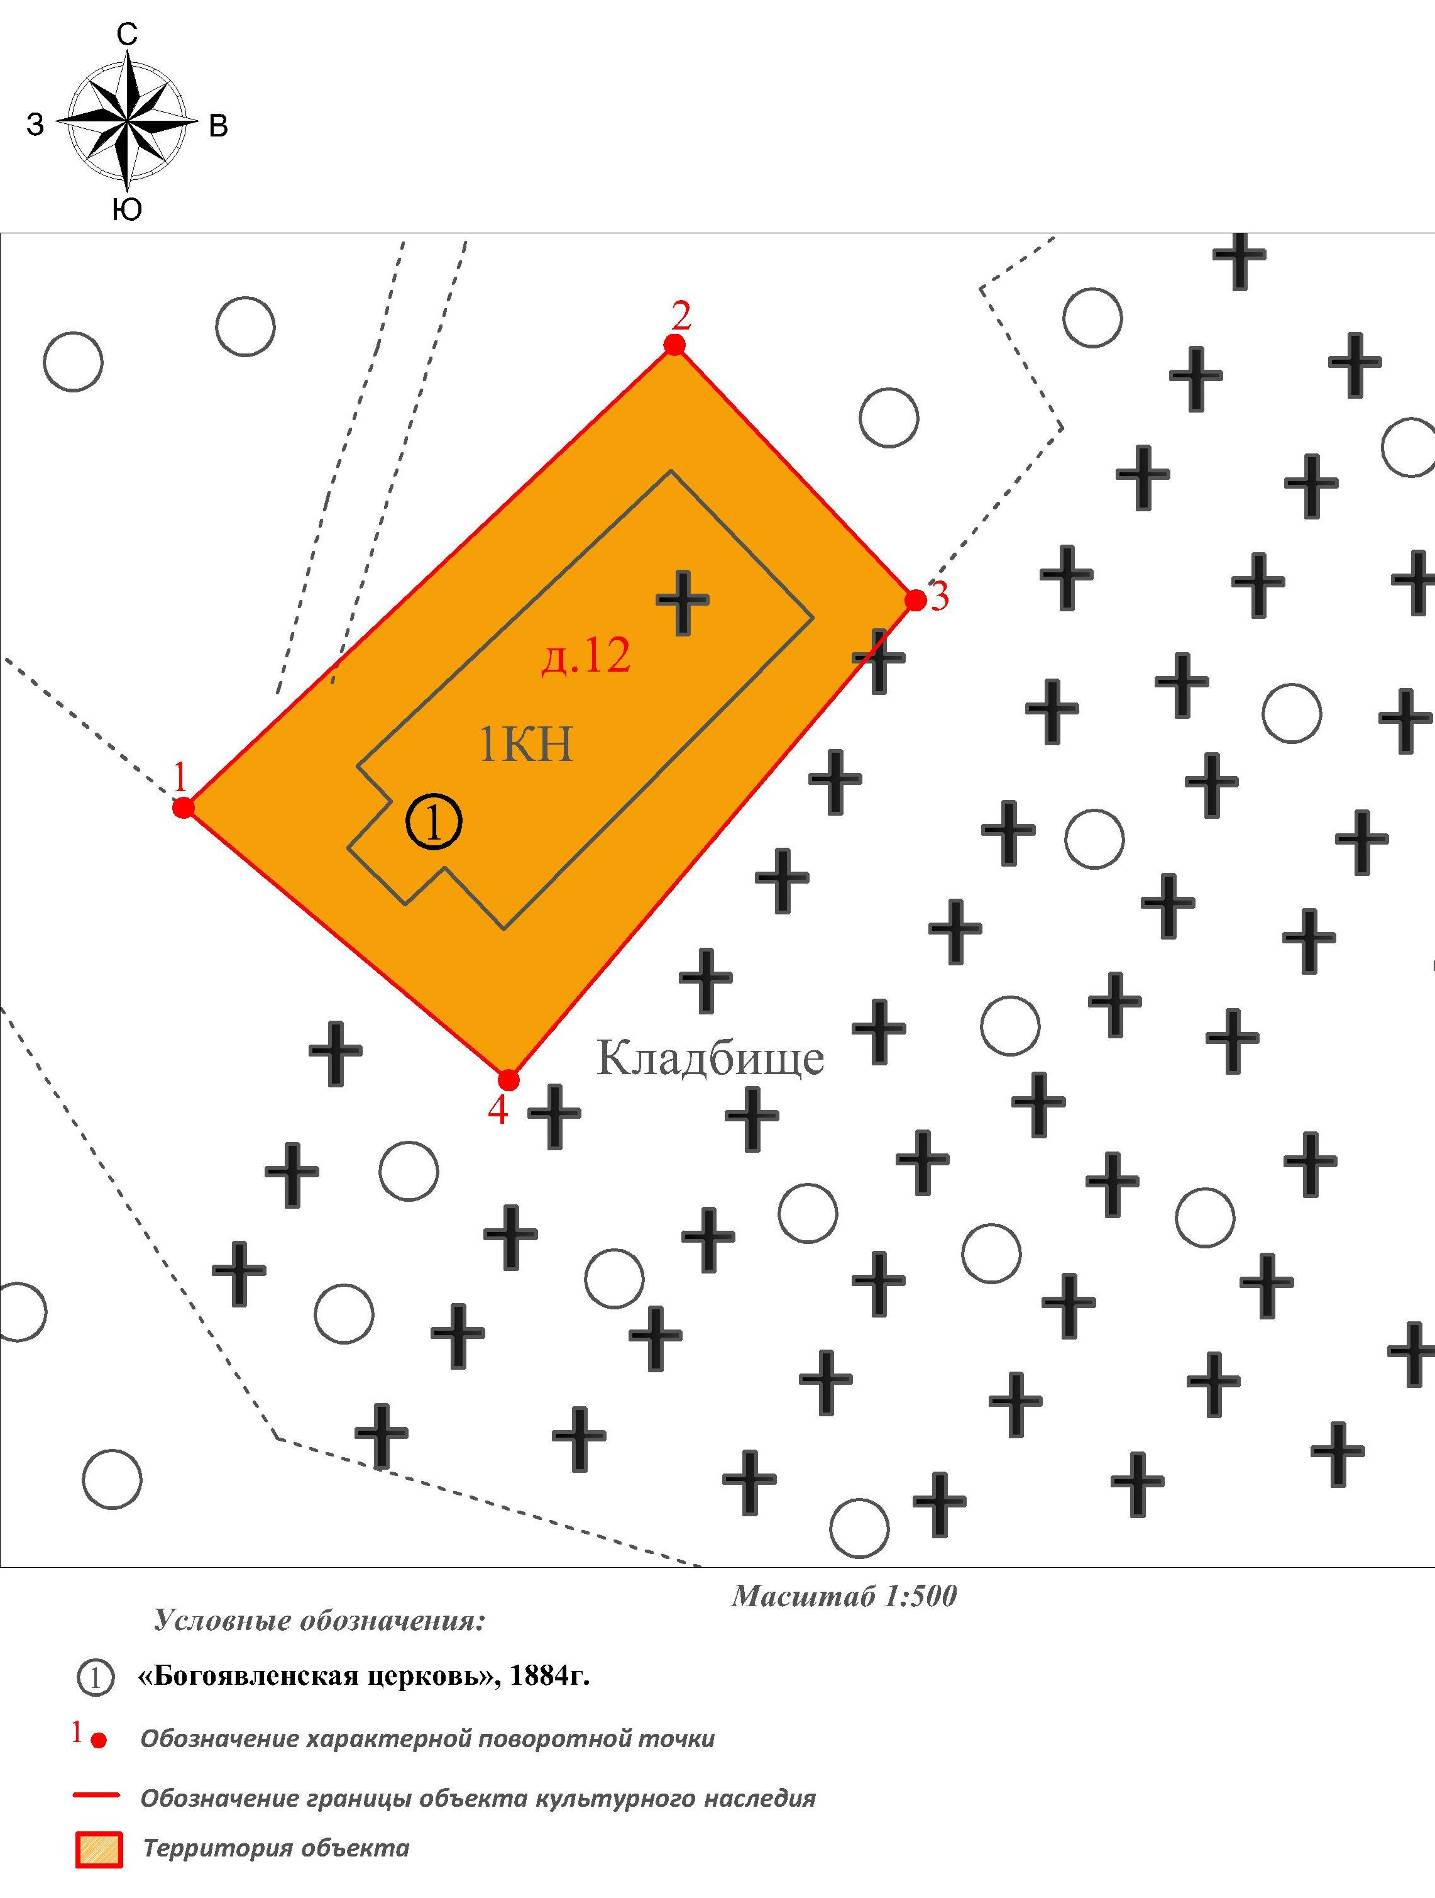 С
З
В
Ю
2
3
д.12
1КН
1
1
Кладбище
4
Масштаб 1:500
Условные обозначения:
1 «Богоявленская церковь», 1884г.
1 Обозначение характерной поворотной точки
Обозначение границы объекта культурного наследия
Территория объекта